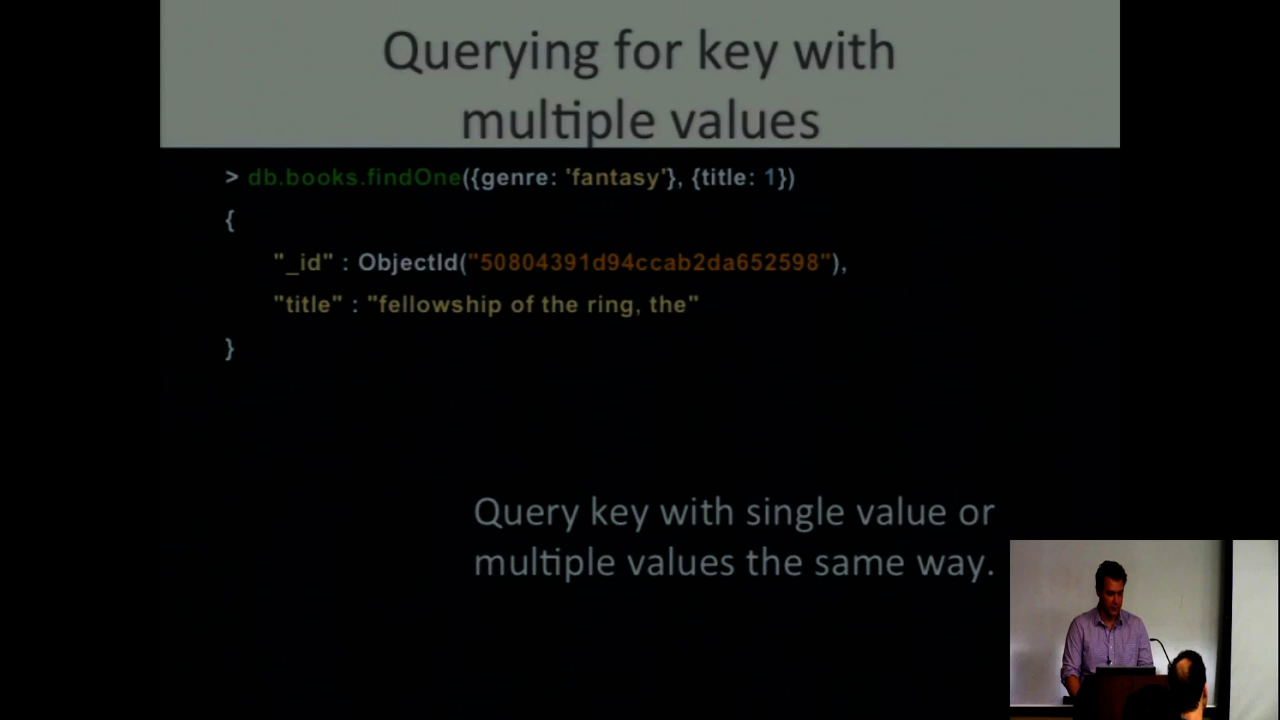 Querying for key with
multiple values
> db.books.findOne({genre: 'fantasy'}, {title: 1})
{
"_id" : ObjectId("50804391d94ccab2da652598"),
"title" : "fellowship of the ring, the"
}
Query key with single value or
multiple values the same way.